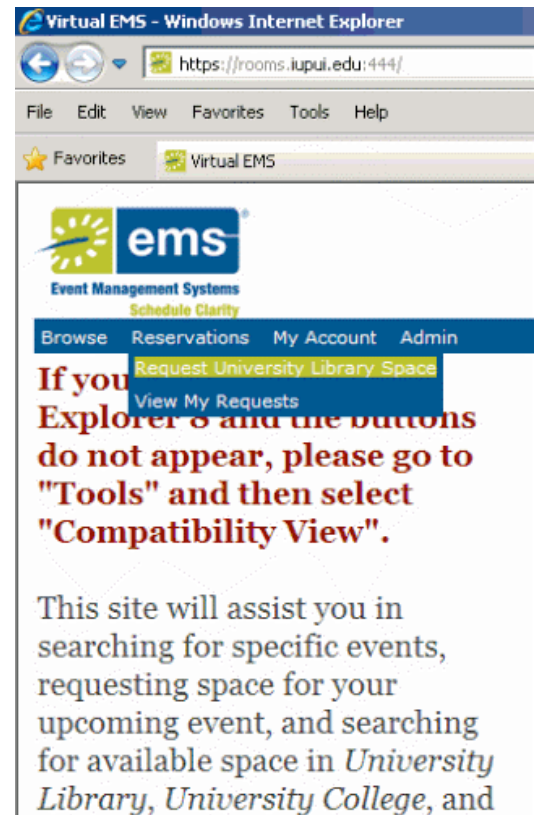 Virtual EMS - Windows Internet Explorer
https://rooms.iupui.edu:444/
File Edit View Favorites Tools Help
Favorites Virtual EMS
ems
Event Management Systems
Schedule Clarity
Browse Reservations My Account Admin
Request University Library Space
View My Requests
If you
Explorer 8 and the buttons
do not appear, please go to
"Tools" and then select
"Compatibility View".
This site will assist you in
searching for specific events,
requesting space for your
upcoming event, and searching
for available space in University
Library, University College, and